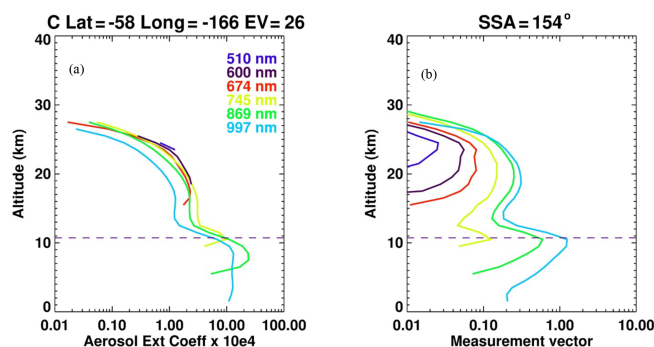 C Lat=-58 Long=-166 EV=26
SSA=154°
(a)
510 nm
600 nm
674 nm
745 nm
869 nm
997 nm
(b)
Altitude (km)
40
30
20
10
0
0.01 0.10 1.00 10.00 100.00
Aerosol Ext Coeff x 10e4
Altitude (km)
40
30
20
10
0
0.01 0.10 1.00 10.00
Measurement vector